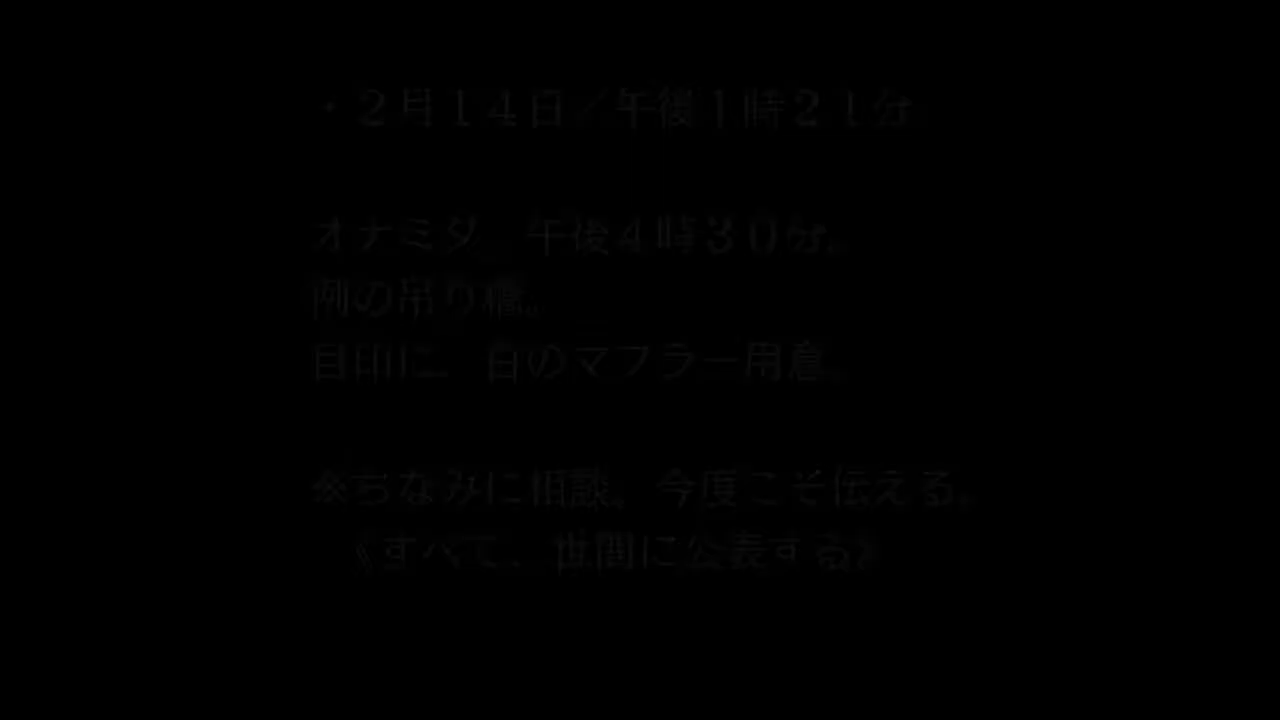 ・２月１４日／午後１時２１分
オナミダ。午後４時３０分。
例の吊り橋。
目印に、白のマフラー用意。
※ちなみに相談。今度こそ伝える。
《すべて、世間に公表する》